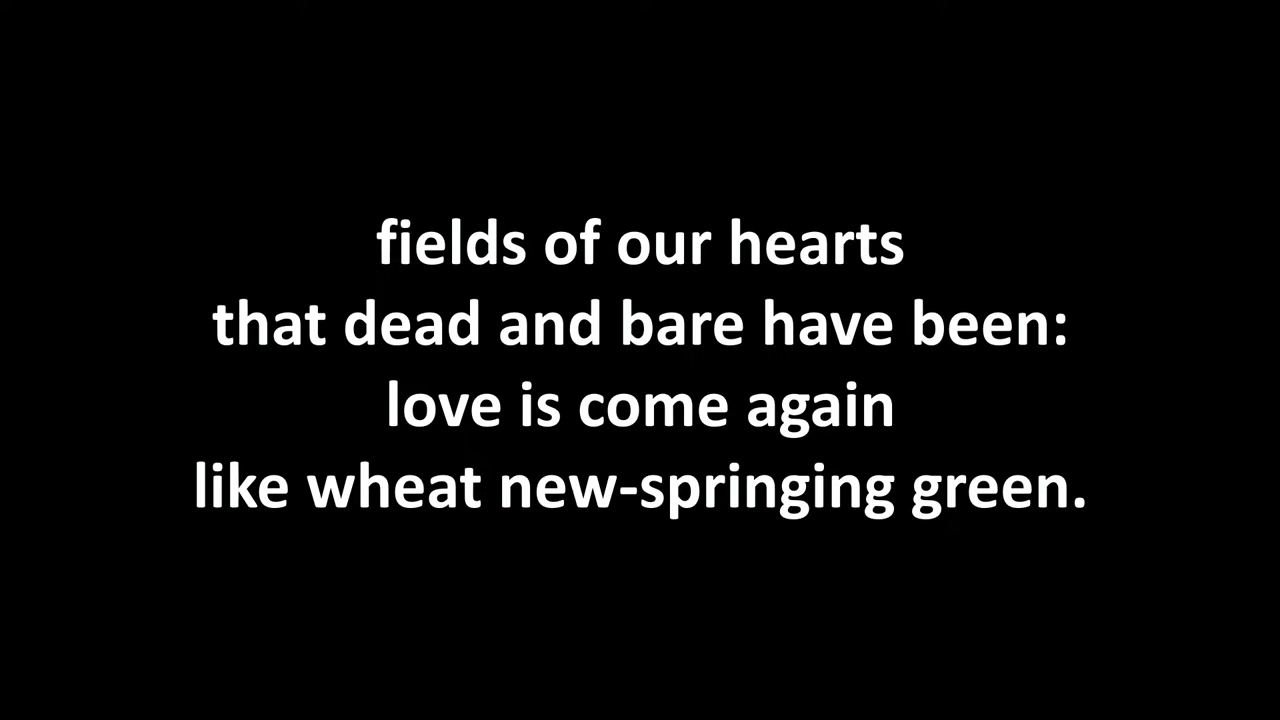 fields of our hearts
that dead and bare have been:
love is come again
like wheat new-springing green.